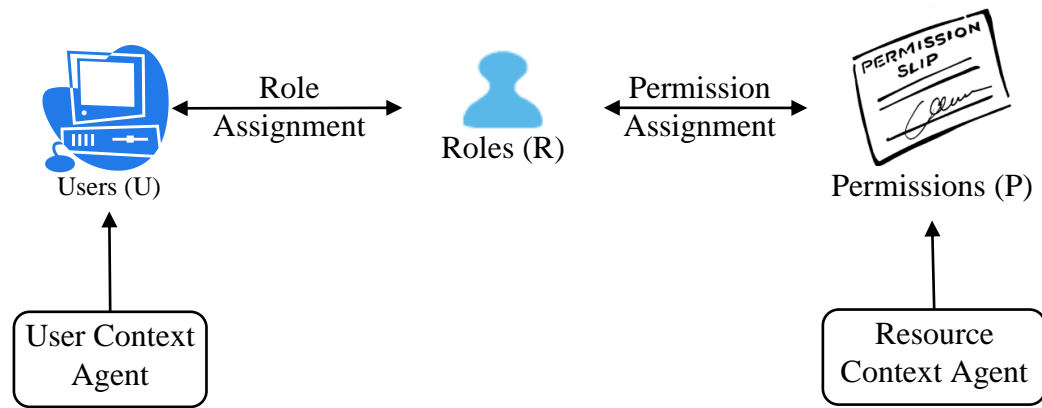 PERMISSION
SLIP
Role
Assignment
Permission
Assignment
Users (U)
Roles (R)
Permissions (P)
User Context
Agent
Resource
Context Agent